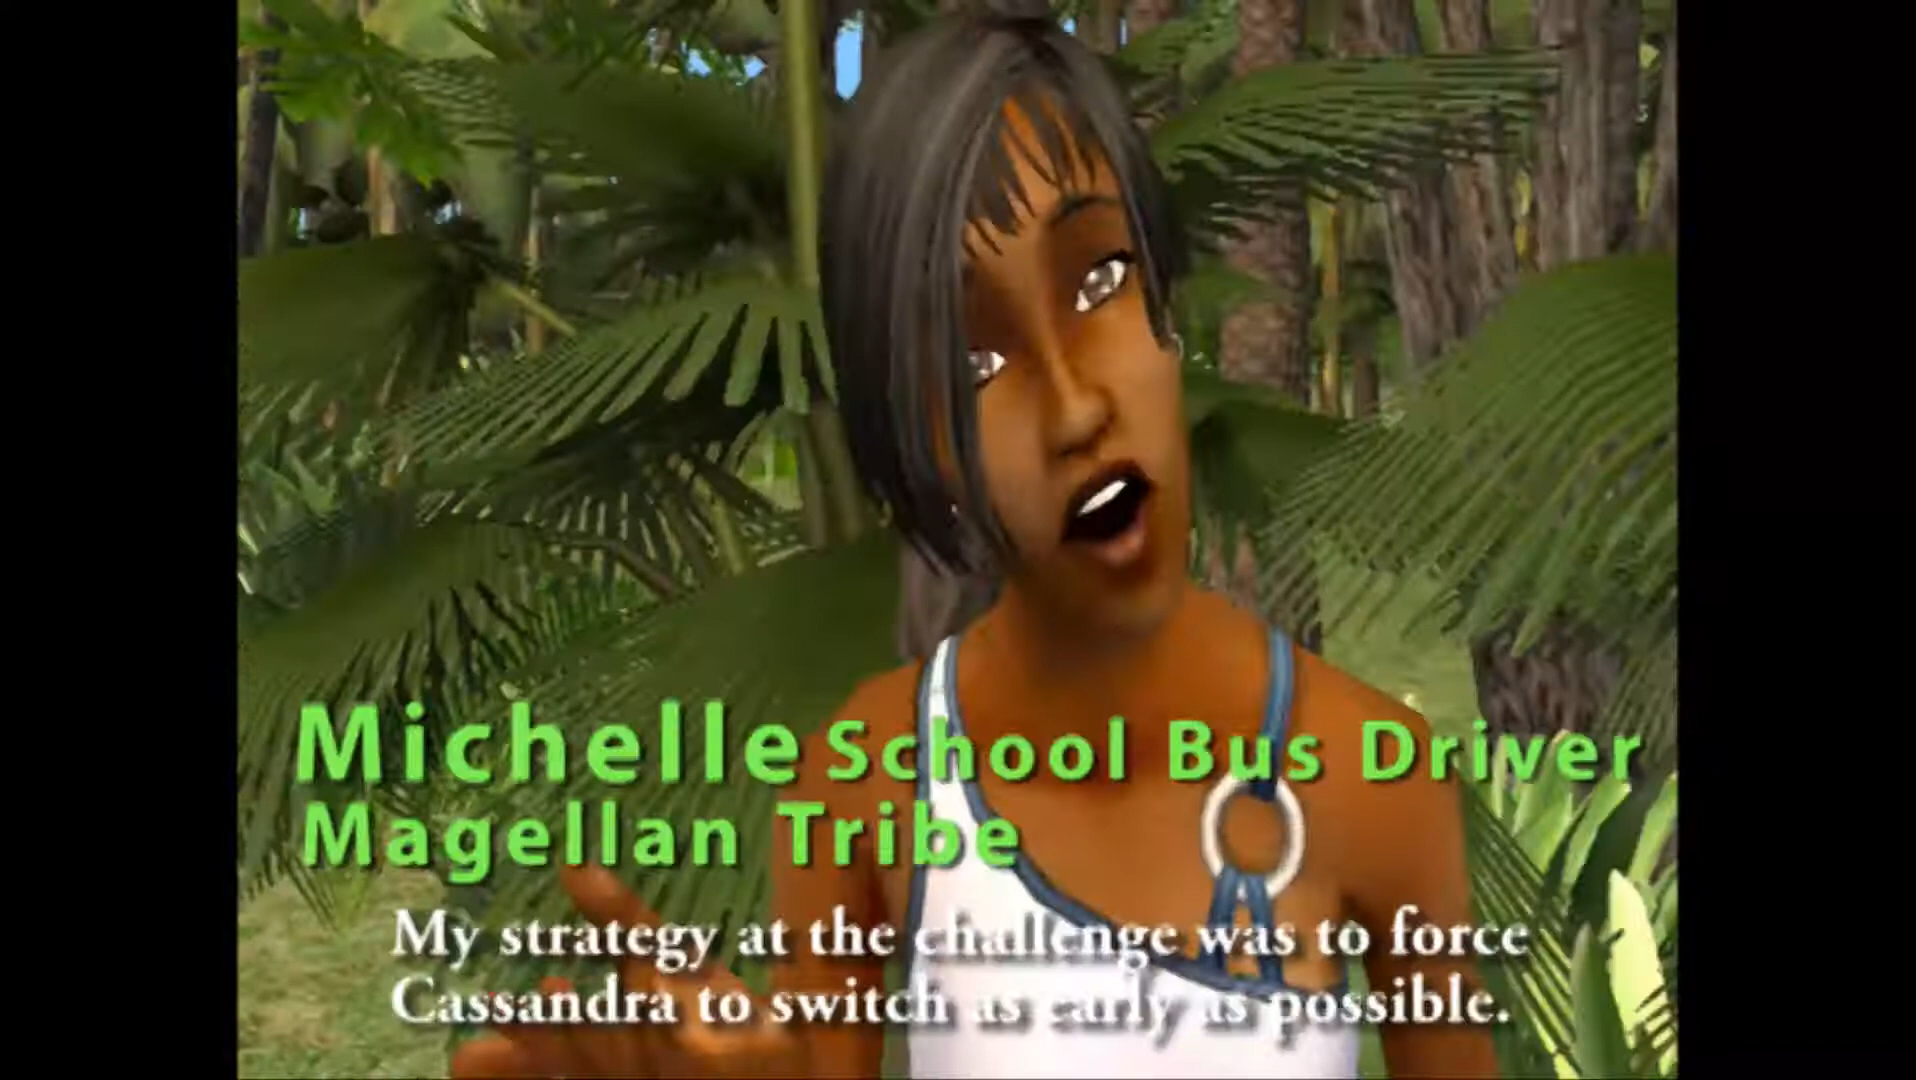 Michelle School Bus Driver
Magellan Tribe
My strategy at the challenge was to force
Cassandra to switch as early as possible.